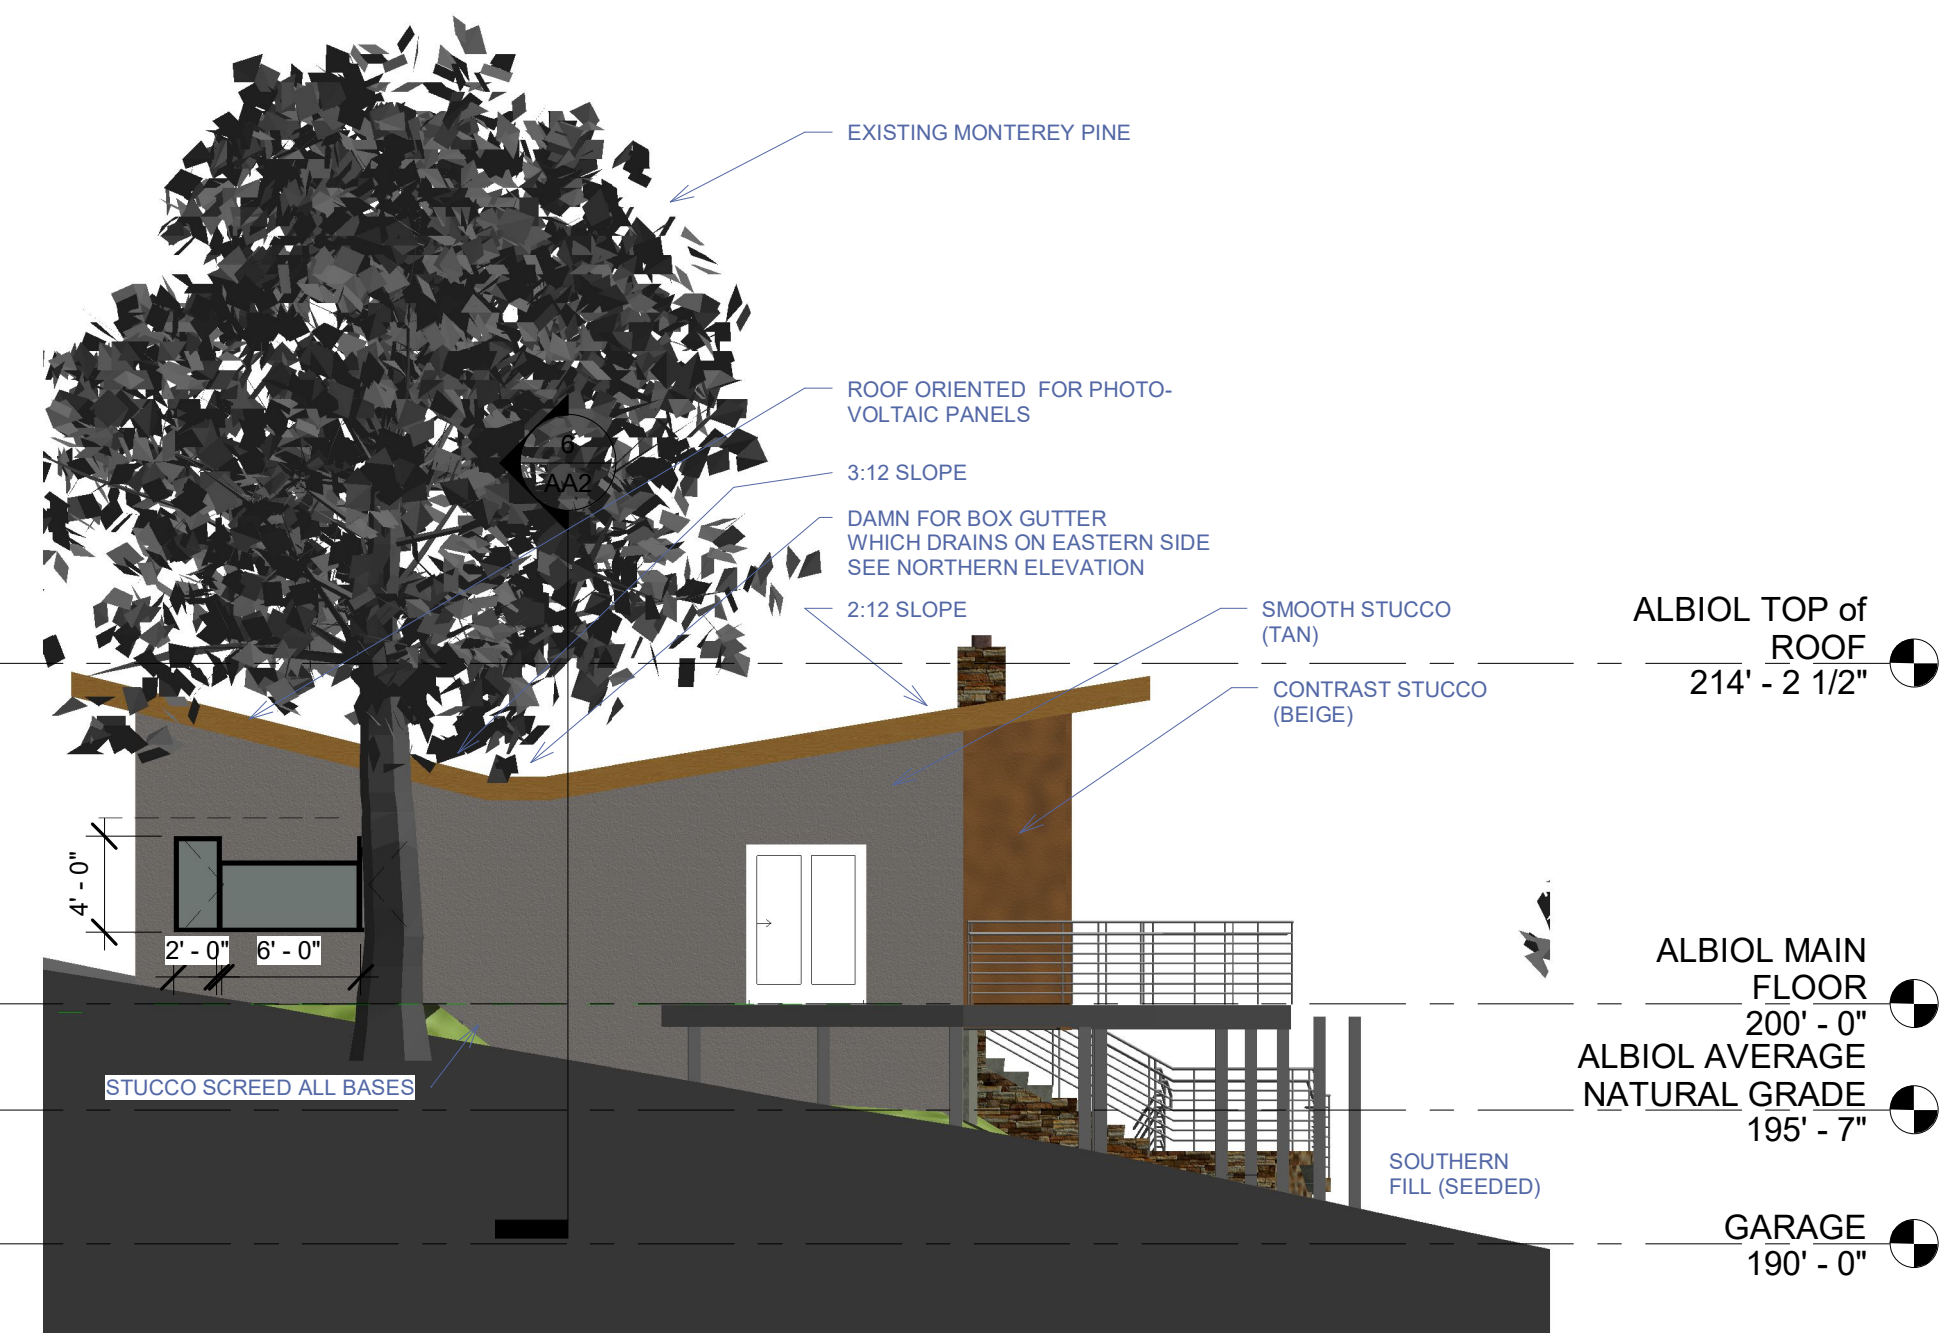 EXISTING MONTEREY PINE
ROOF ORIENTED FOR PHOTO-
VOLTAIC PANELS
6
AA2
3:12 SLOPE
DAMN FOR BOX GUTTER
WHICH DRAINS ON EASTERN SIDE
SEE NORTHERN ELEVATION
2:12 SLOPE
SMOOTH STUCCO
(TAN)
CONTRAST STUCCO
(BEIGE)
ALBIOL TOP of
ROOF
214' - 2 1/2"
4' - 0"
2' - 0"
6' - 0"
ALBIOL MAIN
FLOOR
200' - 0"
ALBIOL AVERAGE
NATURAL GRADE
195' - 7"
STUCCO SCREED ALL BASES
SOUTHERN
FILL (SEEDED)
GARAGE
190' - 0"